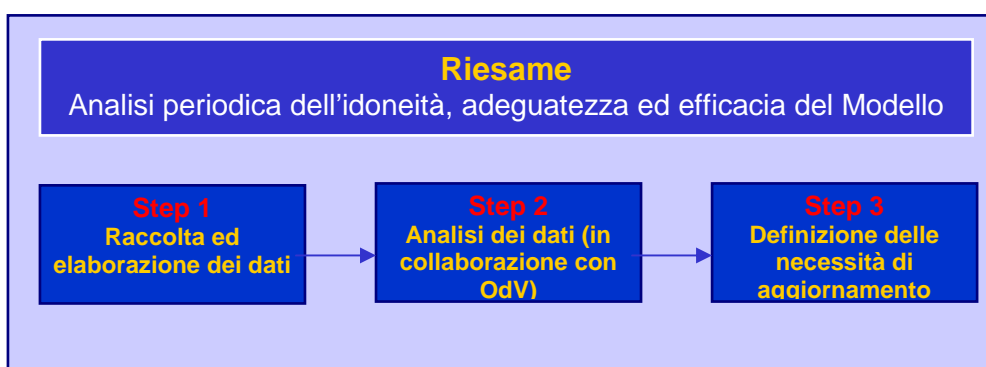 Riesame
Analisi periodica dell'idoneità, adeguatezza ed efficacia del Modello
Step 1
Raccolta ed
elaborazione dei dati
Step 2
Analisi dei dati (in
collaborazione con
OdV)
Step 3
Definizione delle
necessità di
aggiornamento